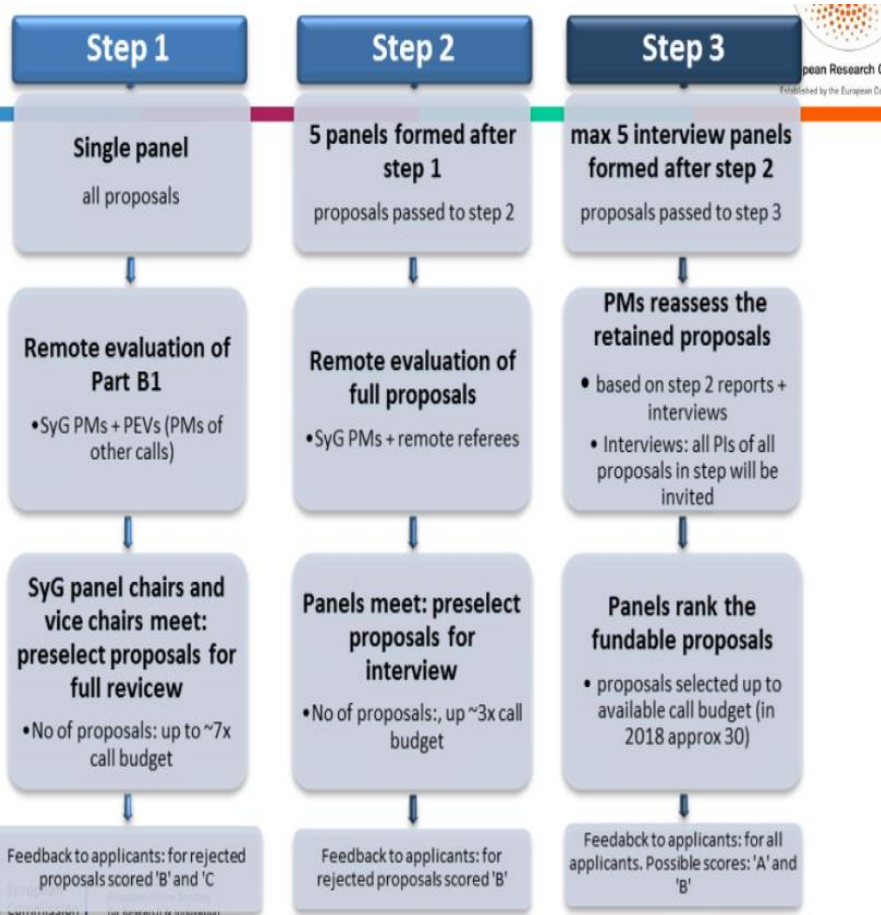 Step 1
Single panel
all proposals
Remote evaluation of
Part B1
•SyG PMs + PEVs (PMs of
other calls)
SyG panel chairs and
vice chairs meet:
preselect proposals for
full revicew
•No of proposals: up to ~7x
call budget
Feedback to applicants: for rejected
proposals scored 'B' and 'C
Step 2
5 panels formed after
step 1
proposals passed to step 2
Remote evaluation of
full proposals
•SyG PMs + remote referees
Panels meet: preselect
proposals for
interview
•No of proposals:, up ~3x call
budget
Feedback to applicants: for
rejected proposals scored 'B'
Step 3
max 5 interview panels
formed after step 2
proposals passed to step 3
PMs reassess the
retained proposals
• based on step 2 reports +
interviews
• Interviews: all PIs of all
proposals in step will be
invited
Panels rank the
fundable proposals
• proposals selected up to
available call budget (in
2018 approx 30)
Feedabck to applicants: for all
applicants. Possible scores: 'A' and
'B'
pean Research
Established by the European Co